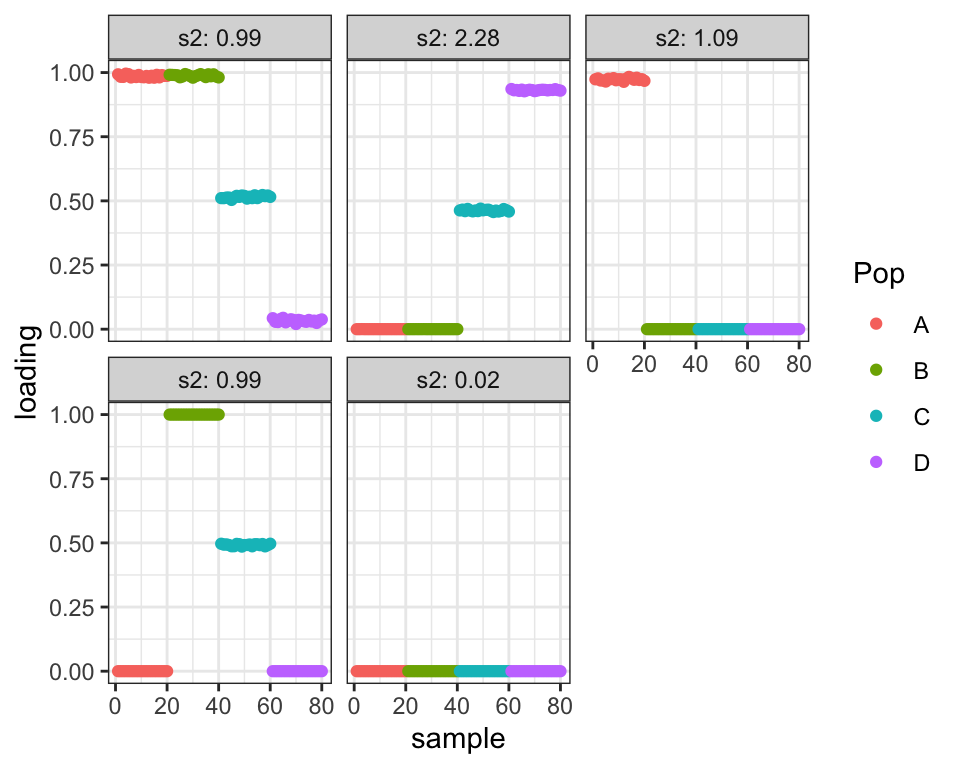 s2: 0.99 s2: 2.28 s2: 1.09
1.00
0.75
0.50
0.25
0.00
0 20 40 60 80
s2: 0.99 s2: 0.02
1.00
0.75
0.50
0.25
0.00
0 20 40 60 80 0 20 40 60 80
sample
loading
Pop
A
B
C
D